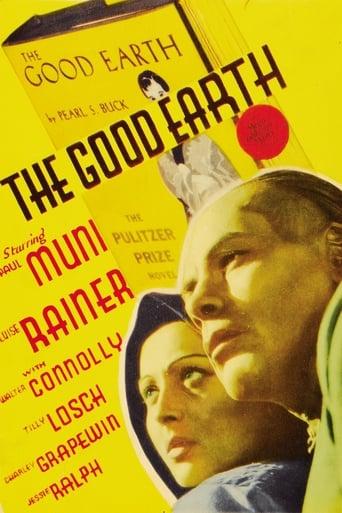 THE
GOOD EARTH
by PEARL S. BUCK
THE GOOD EARTH
Starring
PAUL
MUNI
LUISE
RAINER
WITH
WALTER
CONNOLLY
TILLY
LOSCH
CHARLEY
GRAPEWIN
JESSIE
RALPH
THE
PULITZER
PRIZE
NOVEL